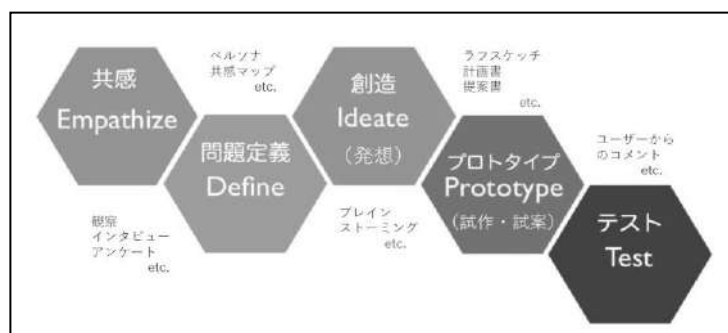 共感
Empathize
観察
インタビュー
アンケート
etc.
ペルソナ
共感マップ
etc.
問題定義
Define
創造
Ideate
(発想)
ブレイン
ストーミング
etc.
ラフスケッチ
計画書
提案書
etc.
プロトタイプ
Prototype
(試作・試案)
ユーザーから
のコメント
etc.
テスト
Test